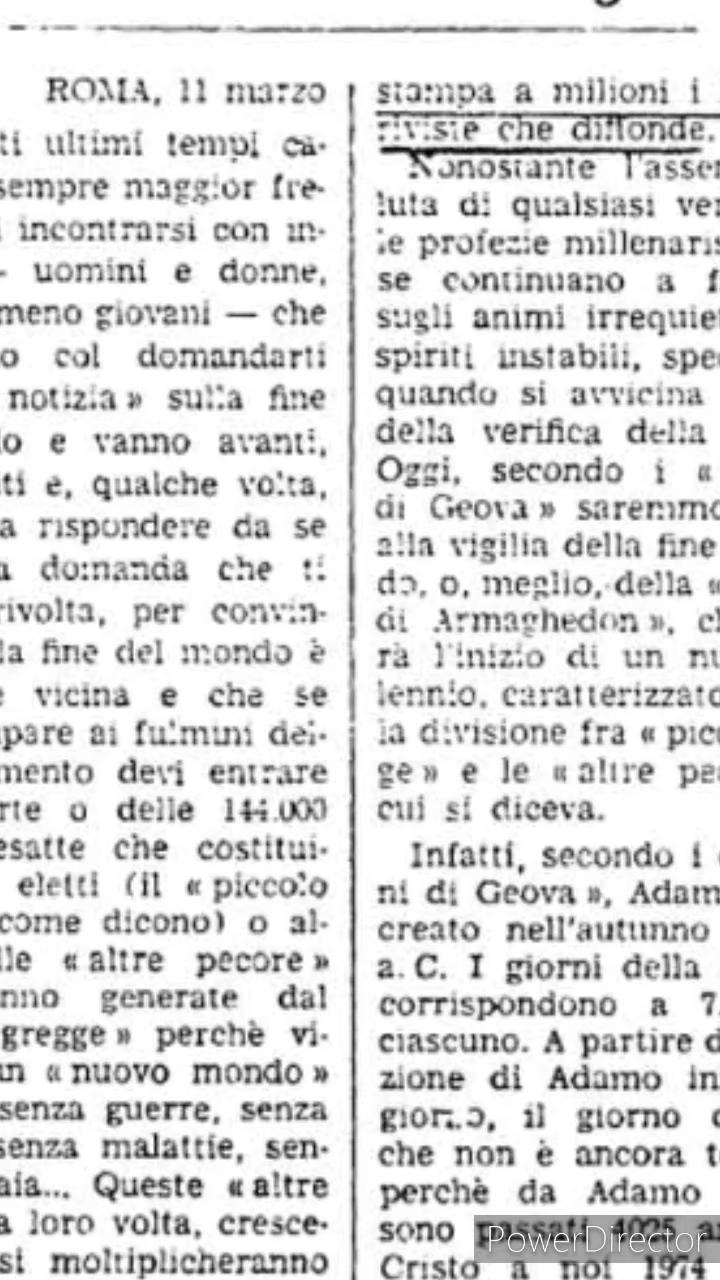 ROMA, 11 marzo
ti ultimi tempi ca-
sempre maggior fre-
i incontrarsi con in-
— uomini e donne,
meno giovani — che
o col domandarti
notizia » sulla fine
do e vanno avanti,
ti e, qualche volta,
a rispondere da se
a domanda che ti
rivolta, per convin-
la fine del mondo è
e vicina e che se
pare ai fulmini del-
mento devi entrare
rte o delle 144.000
esatte che costitui-
eletti (il « piccolo
come dicono) o al-
lle « altre pecore »
nno generate dal
gregge » perchè vi-
un « nuovo mondo »
senza guerre, senza
senza malattie, sen-
aia... Queste « altre
a loro volta, cresce-
si moltiplicheranno
stampa a milioni i
riviste che diffonde.
Nonostante l'asse
luta di qualsiasi ve
le profezie millenaris
se continuano a f
sugli animi irrequie
spiriti instabili, spe
quando si avvicina
della verifica della
Oggi, secondo i «
di Geova » saremmo
alla vigilia della fine
do, o, meglio, della «
di Armaghedon », c
rà l'inizio di un nu
lennio, caratterizzato
la divisione fra « picc
ge » e le « altre pe
cui si diceva.
Infatti, secondo i
ni di Geova », Adam
creato nell'autunno
a. C. I giorni della
corrispondono a 7.
ciascuno. A partire d
zione di Adamo in
giorno, il giorno
che non è ancora t
perchè da Adamo
sono passati 4025 a
Cristo a noi 1974
PowerDirector